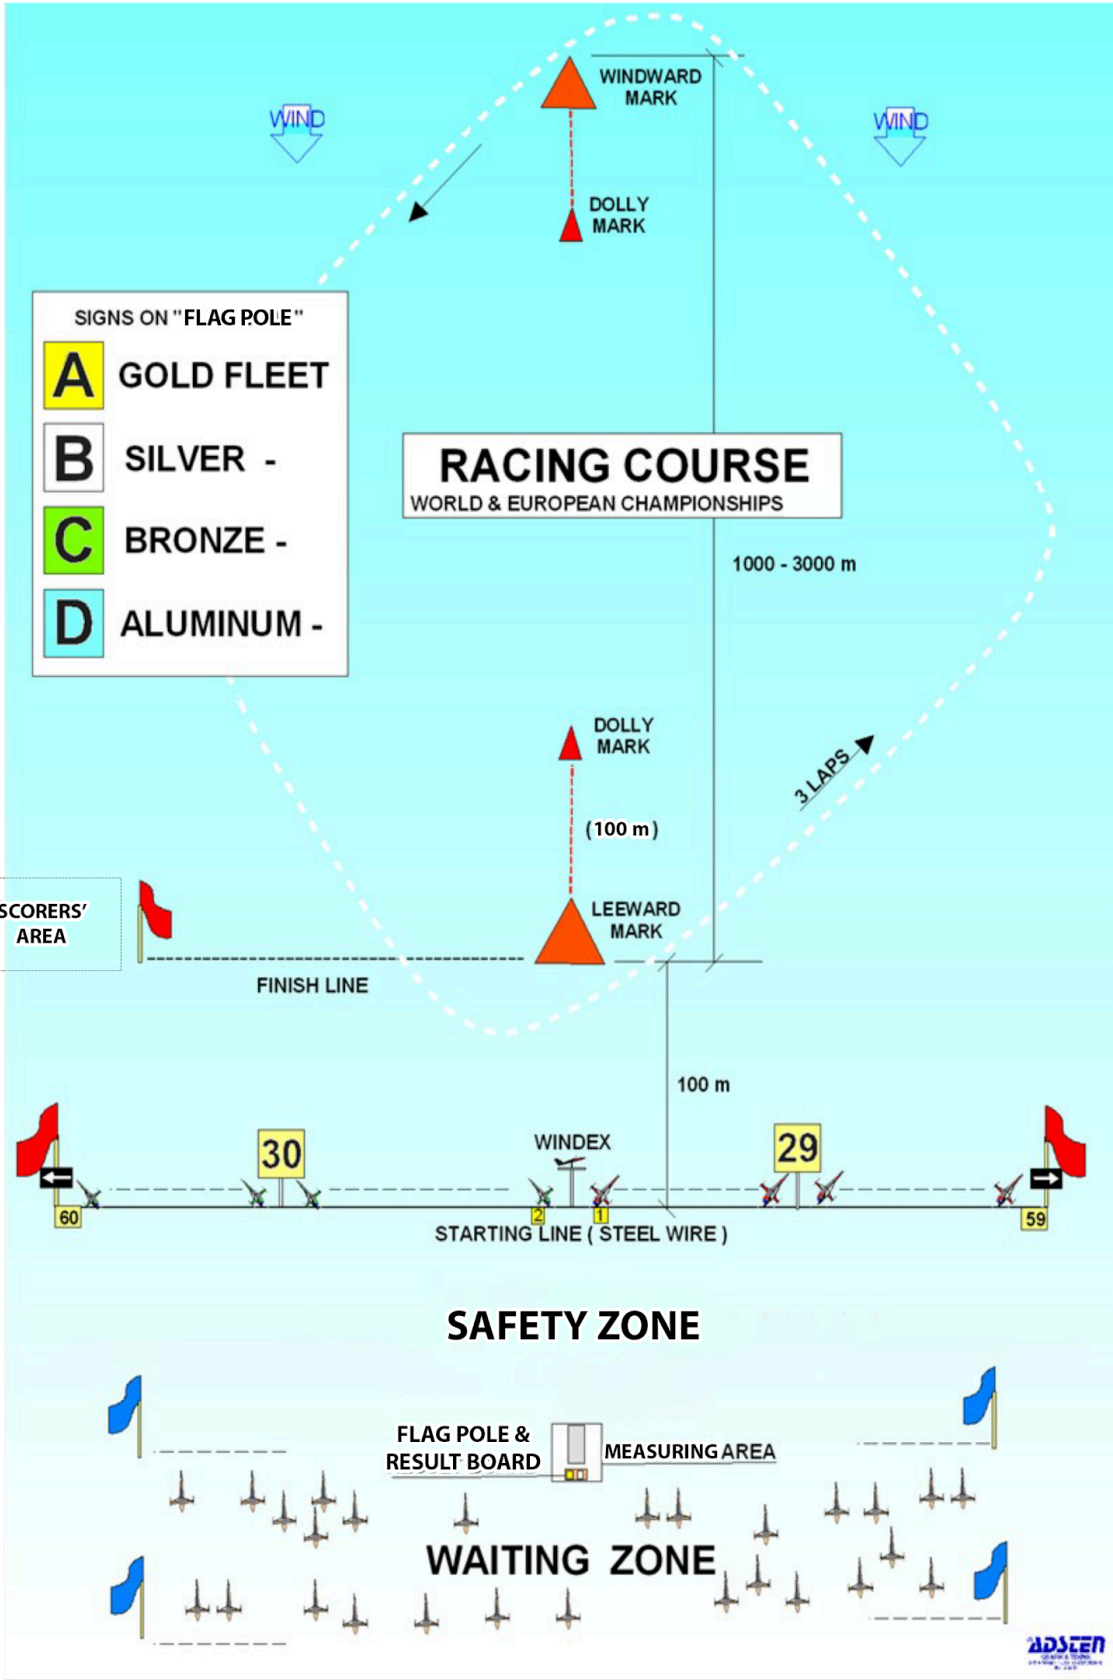 WINDWARD
MARK
WIND
WIND
DOLLY
MARK
SIGNS ON "FLAG POLE"
A GOLD FLEET
B SILVER -
C BRONZE -
D ALUMINUM -
RACING COURSE
WORLD & EUROPEAN CHAMPIONSHIPS
1000 - 3000 m
DOLLY
MARK
3 LAPS
(100 m)
SCORERS'
AREA
LEEWARD
MARK
FINISH LINE
100 m
30
WINDEX
29
60
2
1
59
STARTING LINE ( STEEL WIRE )
SAFETY ZONE
FLAG POLE &
RESULT BOARD
MEASURING AREA
WAITING ZONE
ADSTEN